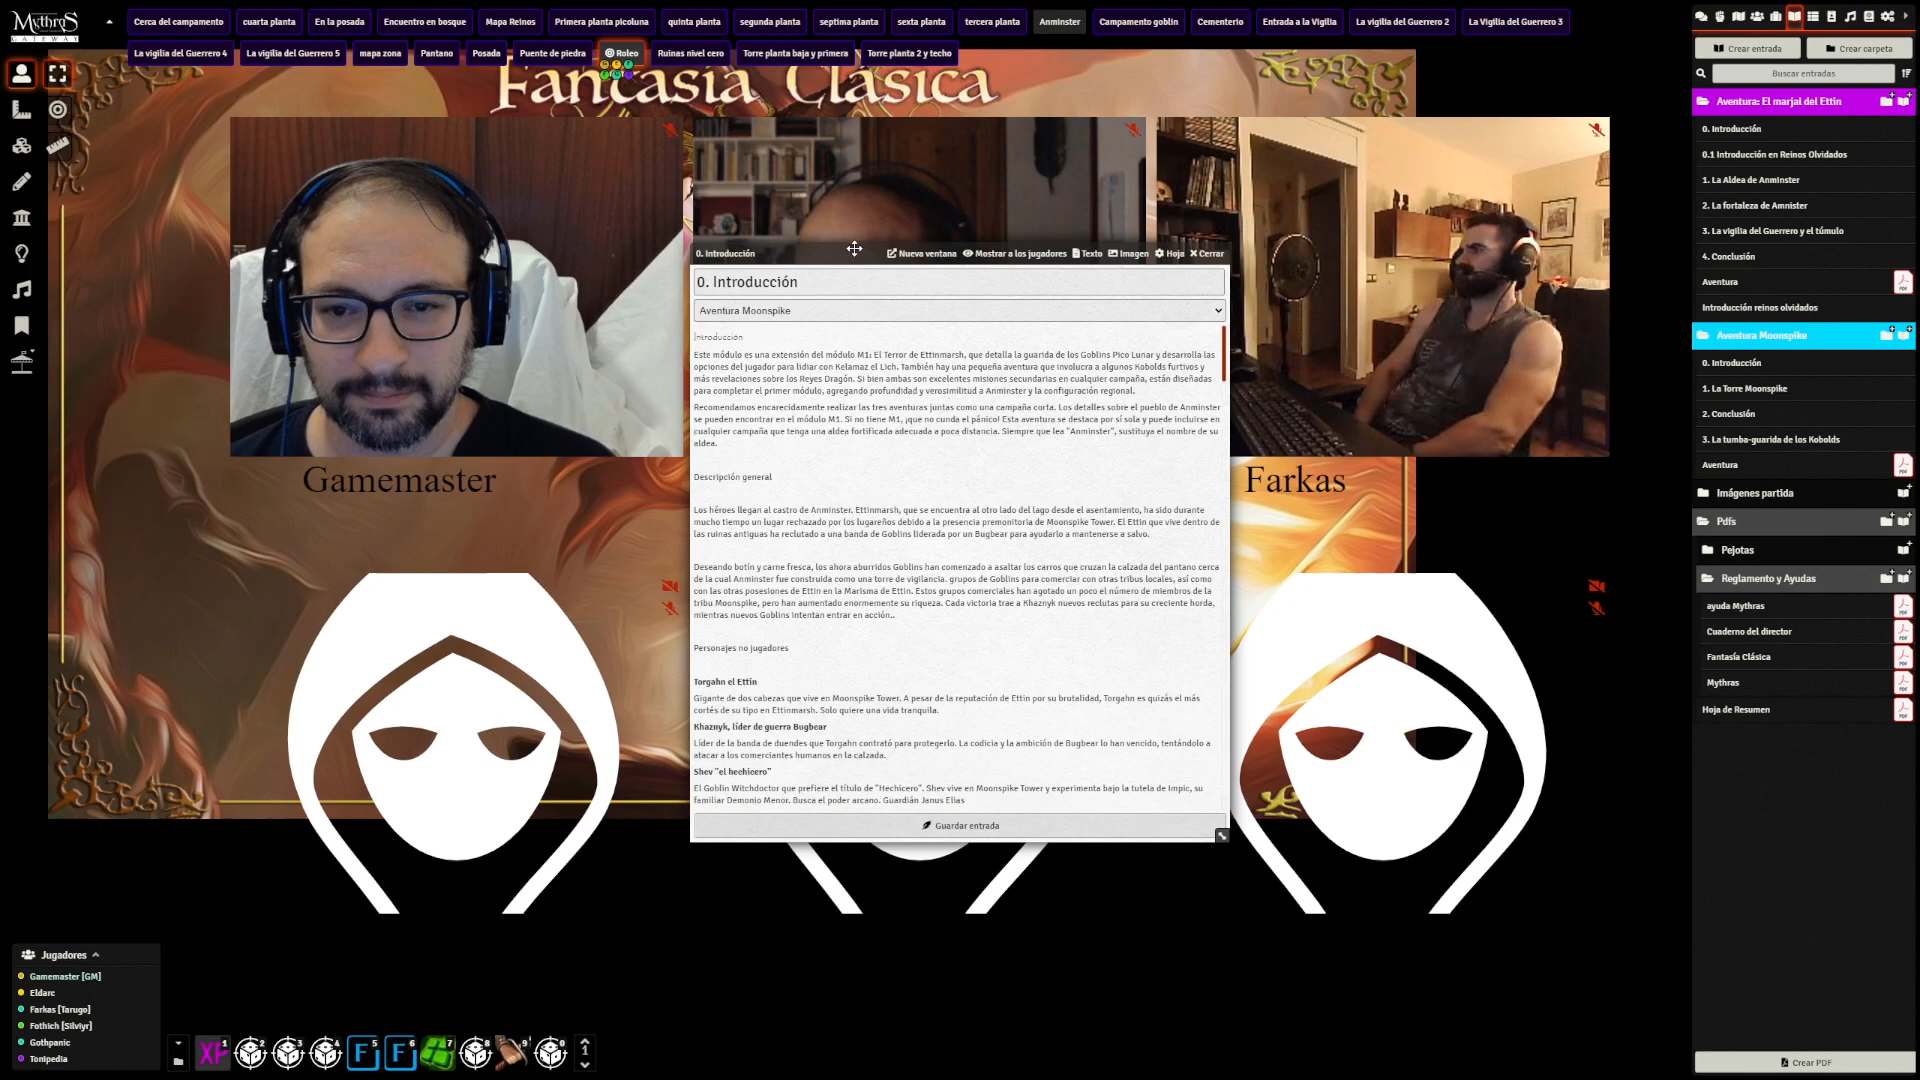 Mythras
GATEWAY
Cerca del campamento
cuarta planta
En la posada
Encuentro en bosque
Mapa Reinos
Primera planta picoluna
quinta planta
segunda planta
septima planta
sexta planta
tercera planta
Anminster
Campamento goblin
Cementerio
Entrada a la Vigilia
La vigilia del Guerrero 2
La Vigilia del Guerrero 3
La vigilia del Guerrero 4
La vigilia del Guerrero 5
mapa zona
Pantano
Posada
Puente de piedra
Roleo
Ruinas nivel cero
Torre planta baja y primera
Torre planta 2 y techo
Fantasía Clásica
Gamemaster
Farkas
0. Introducción
Nueva ventana
Mostrar a los jugadores
Texto
Imagen
Hoja
Cerrar
0. Introducción
Aventura Moonspike
Introducción
Este módulo es una extensión del módulo M1: El Terror de Ettinmarsh, que detalla la guarida de los Goblins Pico Lunar y desarrolla las
opciones del jugador para lidiar con Kelamaz el Lich. También hay una pequeña aventura que involucra a algunos Kobolds furtivos y
más revelaciones sobre los Reyes Dragón. Si bien ambas son excelentes misiones secundarias en cualquier campaña, están diseñadas
para completar el primer módulo, agregando profundidad y verosimilitud a Anminster y la configuración regional.
Recomendamos encarecidamente realizar las tres aventuras juntas como una campaña corta. Los detalles sobre el pueblo de Anminster
se pueden encontrar en el módulo M1. Si no tiene M1, ¡que no cunda el pánico! Esta aventura se destaca por sí sola y puede incluirse en
cualquier campaña que tenga una aldea fortificada adecuada a poca distancia. Siempre que lea "Anminster", sustituya el nombre de su
aldea.
Descripción general
Los héroes llegan al castro de Anminster. Ettinmarsh, que se encuentra al otro lado del lago desde el asentamiento, ha sido durante
mucho tiempo un lugar rechazado por los lugareños debido a la presencia premonitoria de Moonspike Tower. El Ettin que vive dentro de
las ruinas antiguas ha reclutado a una banda de Goblins liderada por un Bugbear para ayudarlo a mantenerse a salvo.
Deseando botín y carne fresca, los ahora aburridos Goblins han comenzado a asaltar los carros que cruzan la calzada del pantano cerca
de la cual Anminster fue construida como una torre de vigilancia. grupos de Goblins para comerciar con otras tribus locales, así como
con las otras posesiones de Ettin en la Marisma de Ettin. Estos grupos comerciales han agotado un poco el número de miembros de la
tribu Moonspike, pero han aumentado enormemente su riqueza. Cada victoria trae a Khaznyk nuevos reclutas para su creciente horda,
mientras nuevos Goblins intentan entrar en acción..
Personajes no jugadores
Torgahn el Ettin
Gigante de dos cabezas que vive en Moonspike Tower. A pesar de la reputación de Ettin por su brutalidad, Torgahn es quizás el más
cortés de su tipo en Ettinmarsh. Solo quiere una vida tranquila.
Khaznyk, líder de guerra Bugbear
Líder de la banda de duendes que Torgahn contrató para protegerlo. La codicia y la ambición de Bugbear lo han vencido, tentándolo a
atacar a los comerciantes humanos en la calzada.
Shev "el hechicero"
El Goblin Witchdoctor que prefiere el título de "Hechicero". Shev vive en Moonspike Tower y experimenta bajo la tutela de Impic, su
familiar Demonio Menor. Busca el poder arcano. Guardián Janus Elias
Guardar entrada
Crear entrada
Crear carpeta
Buscar entradas
Aventura: El marjal del Ettin
0. Introducción
0.1 Introducción en Reinos Olvidados
1. La Aldea de Anminster
2. La fortaleza de Amnister
3. La vigilia del Guerrero y el túmulo
4. Conclusión
Aventura
PDF
Introducción reinos olvidados
Aventura Moonspike
0. Introducción
1. La Torre Moonspike
2. Conclusión
3. La tumba-guarida de los Kobolds
Aventura
PDF
Imágenes partida
Pdfs
Pejotas
Reglamento y Ayudas
ayuda Mythras
PDF
Cuaderno del director
PDF
Fantasía Clásica
PDF
Mythras
PDF
Hoja de Resumen
PDF
Crear PDF
Jugadores
Gamemaster [GM]
Eldarc
Farkas [Tarugo]
Fothich [Silviyr]
Gothpanic
Tonipedia
XP 1
2
3
4
F 5
F 6
7
8
9
0
1